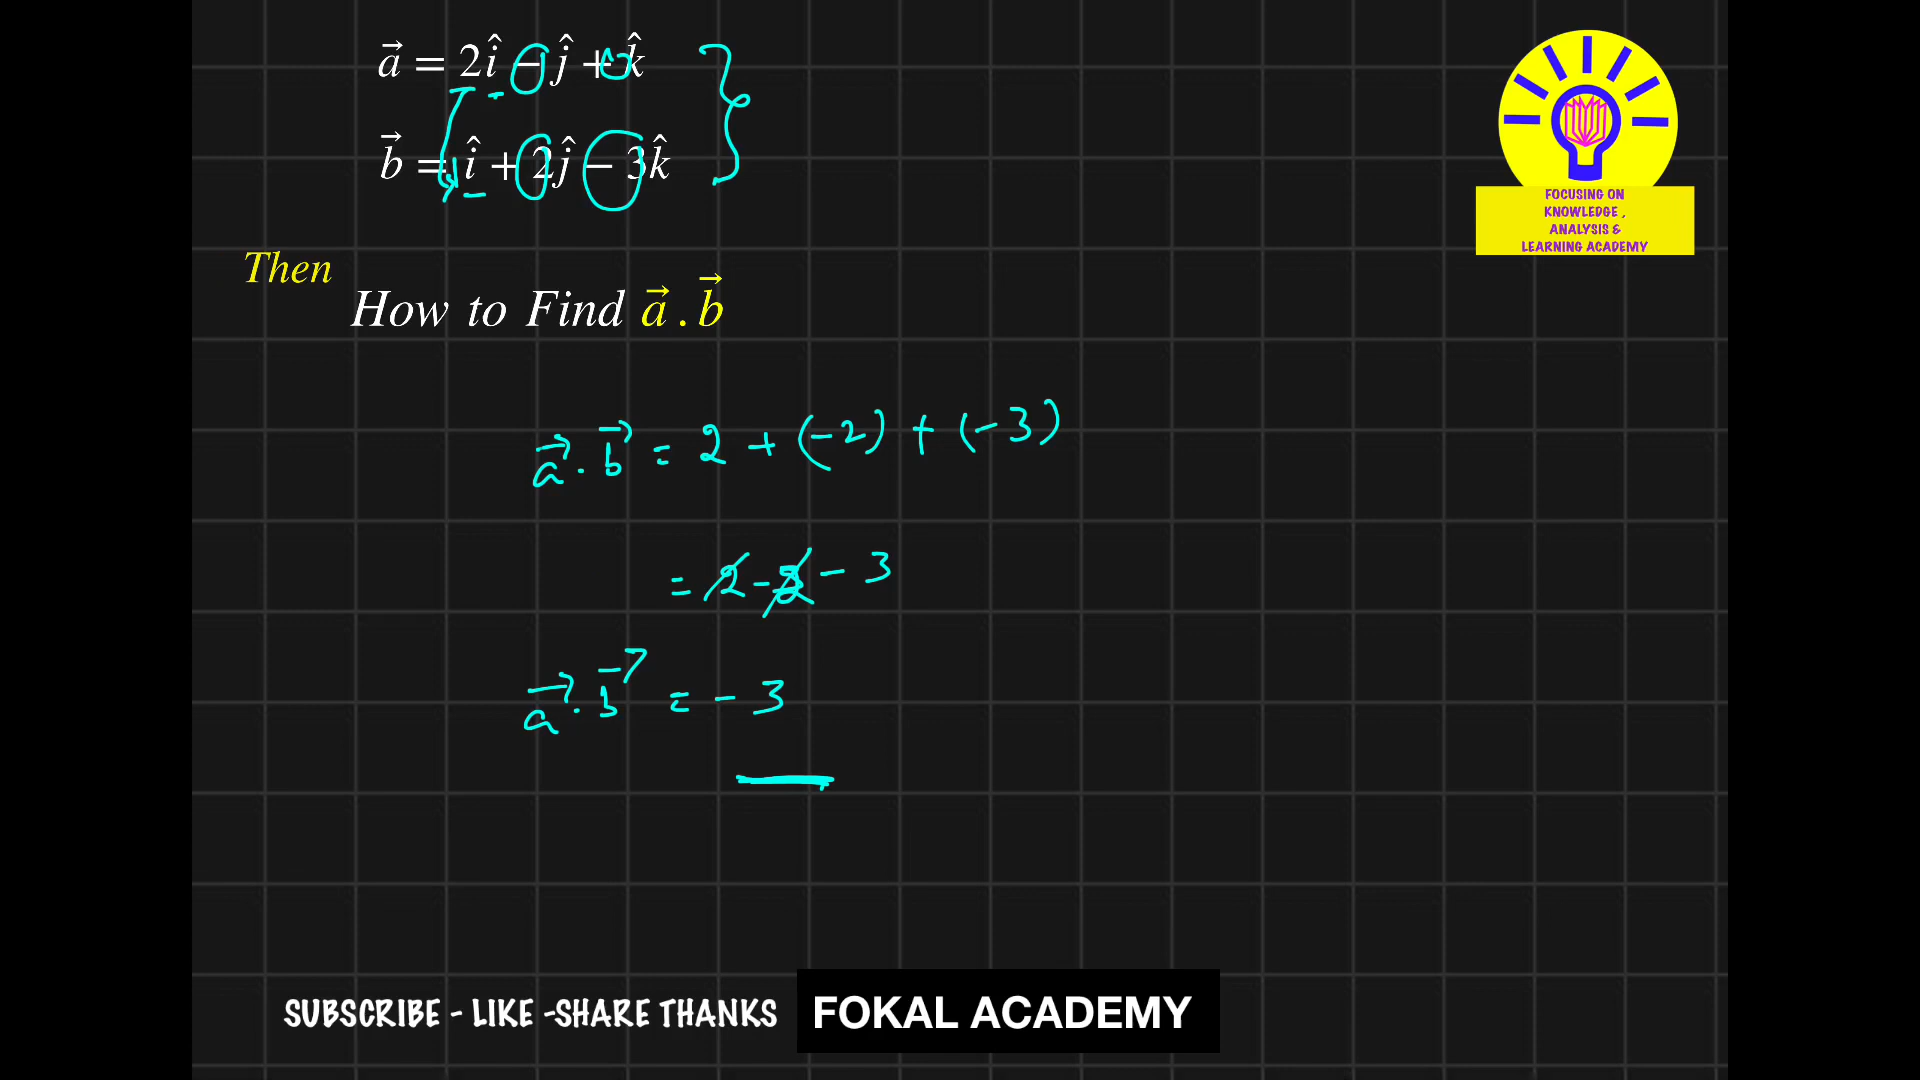 a⃗ = 2î − ĵ + k̂
b⃗ = î + 2ĵ − 3k̂
Then
How to Find a⃗ . b⃗
a⃗ . b⃗ = 2 + (−2) + (−3)
= 2 − 2 − 3
a⃗ . b⃗ = − 3
FOCUSING ON
KNOWLEDGE ,
ANALYSIS &
LEARNING ACADEMY
SUBSCRIBE - LIKE -SHARE THANKS
FOKAL ACADEMY